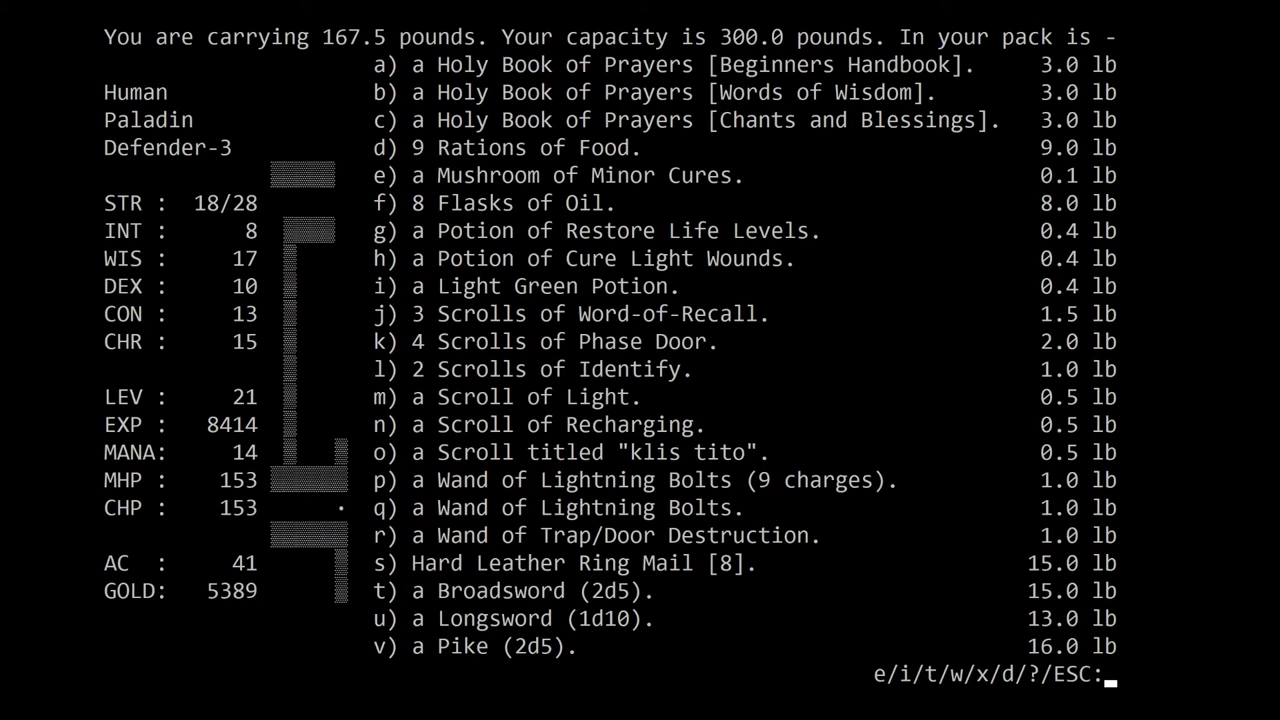 You are carrying 167.5 pounds. Your capacity is 300.0 pounds. In your pack is -
a) a Holy Book of Prayers [Beginners Handbook]. 3.0 lb
Human b) a Holy Book of Prayers [Words of Wisdom]. 3.0 lb
Paladin c) a Holy Book of Prayers [Chants and Blessings]. 3.0 lb
Defender-3 d) 9 Rations of Food. 9.0 lb
e) a Mushroom of Minor Cures. 0.1 lb
STR : 18/28 f) 8 Flasks of Oil. 8.0 lb
INT : 8 g) a Potion of Restore Life Levels. 0.4 lb
WIS : 17 h) a Potion of Cure Light Wounds. 0.4 lb
DEX : 10 i) a Light Green Potion. 0.4 lb
CON : 13 j) 3 Scrolls of Word-of-Recall. 1.5 lb
CHR : 15 k) 4 Scrolls of Phase Door. 2.0 lb
l) 2 Scrolls of Identify. 1.0 lb
LEV : 21 m) a Scroll of Light. 0.5 lb
EXP : 8414 n) a Scroll of Recharging. 0.5 lb
MANA: 14 o) a Scroll titled "klis tito". 0.5 lb
MHP : 153 p) a Wand of Lightning Bolts (9 charges). 1.0 lb
CHP : 153 q) a Wand of Lightning Bolts. 1.0 lb
r) a Wand of Trap/Door Destruction. 1.0 lb
AC : 41 s) Hard Leather Ring Mail [8]. 15.0 lb
GOLD: 5389 t) a Broadsword (2d5). 15.0 lb
u) a Longsword (1d10). 13.0 lb
v) a Pike (2d5). 16.0 lb
e/i/t/w/x/d/?/ESC: